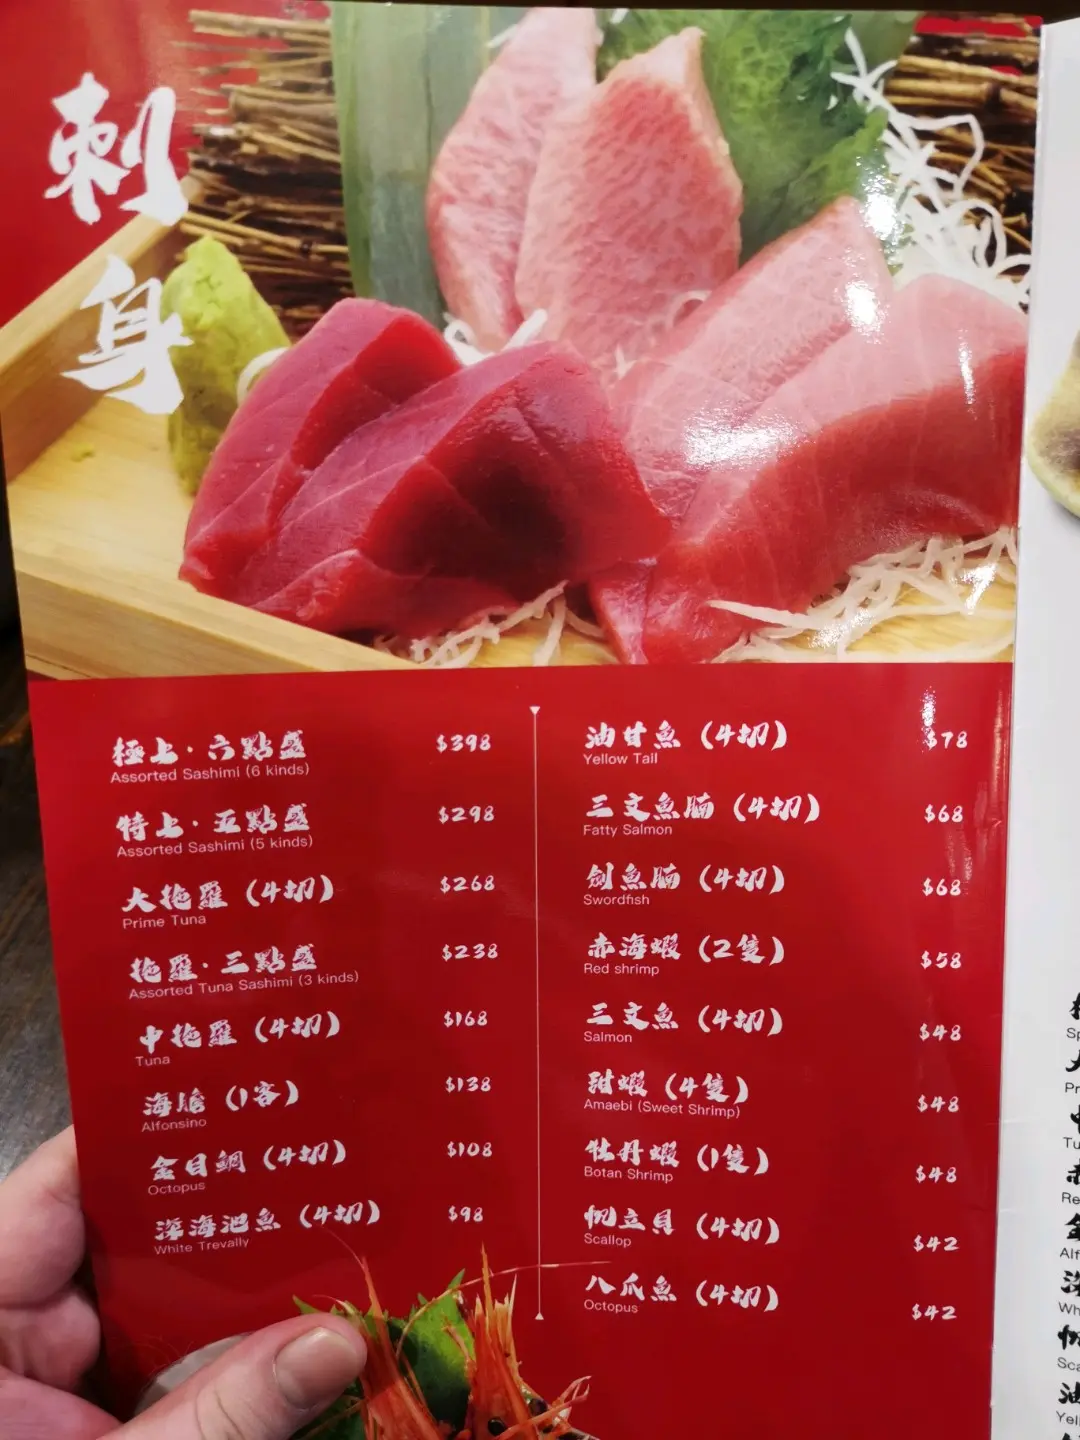 刺身
極上·六點盛 $398
Assorted Sashimi (6 kinds)
特上·五點盛 $298
Assorted Sashimi (5 kinds)
大拖羅 (4切) $268
Prime Tuna
拖羅·三點盛 $238
Assorted Tuna Sashimi (3 kinds)
中拖羅 (4切) $168
Tuna
海膽 (1客) $138
Alfonsino
金目鯛 (4切) $108
Octopus
深海池魚 (4切) $98
White Trevally
油甘魚 (4切) $78
Yellow Tail
三文魚腩 (4切) $68
Fatty Salmon
劍魚腩 (4切) $68
Swordfish
赤海蝦 (2隻) $58
Red shrimp
三文魚 (4切) $48
Salmon
甜蝦 (4隻) $48
Amaebi (Sweet Shrimp)
牡丹蝦 (1隻) $48
Botan Shrimp
帆立貝 (4切) $42
Scallop
八爪魚 (4切) $42
Octopus